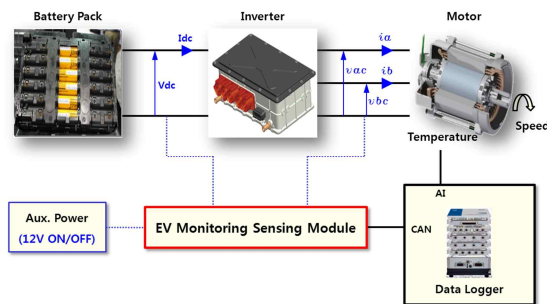 Battery Pack
Inverter
Motor
Idc
ia
vac
ib
Vdc
vbc
Speed
Temperature
AI
Aux. Power
(12V ON/OFF)
EV Monitoring Sensing Module
CAN
Data Logger